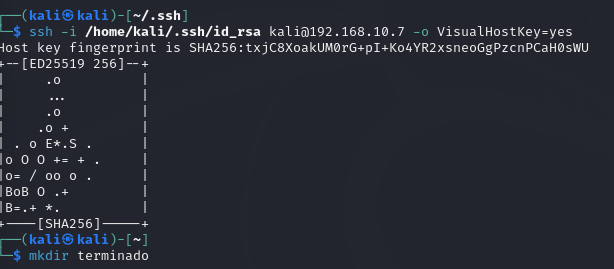 ┌──(kali㉿kali)-[~/.ssh]
└─$ ssh -i /home/kali/.ssh/id_rsa kali@192.168.10.7 -o VisualHostKey=yes
Host key fingerprint is SHA256:txjC8XoakUM0rG+pI+Ko4YR2xsneoGgPzcnPCaH0sWU
+--[ED25519 256]--+
|     .o          |
|     ...         |
|     .o          |
|    .o +         |
| . o E*.S .      |
|o O O += + .     |
|o= / oo o .      |
|BoB O .+         |
|B=.+ *.          |
+----[SHA256]-----+
┌──(kali㉿kali)-[~]
└─$ mkdir terminado